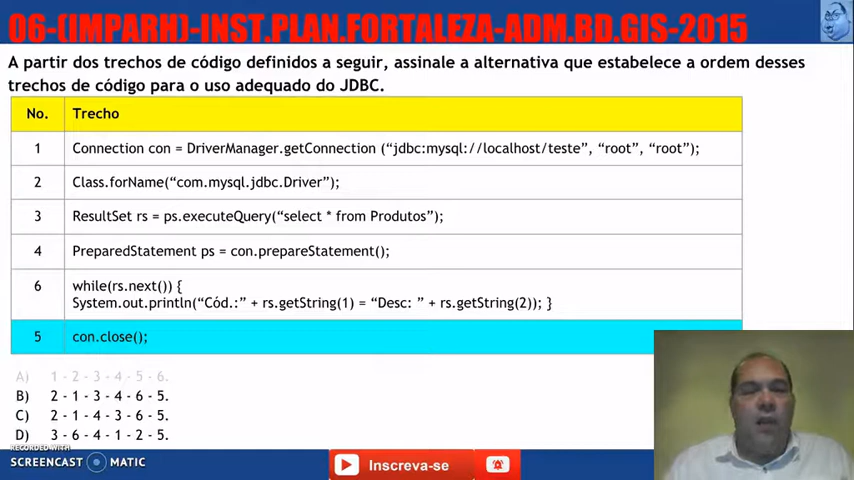 06-(IMPARH)-INST.PLAN.FORTALEZA-ADM.BD.GIS-2015
A partir dos trechos de código definidos a seguir, assinale a alternativa que estabelece a ordem desses
trechos de código para o uso adequado do JDBC.
No. Trecho
1 Connection con = DriverManager.getConnection (“jdbc:mysql://localhost/teste”, “root”, “root”);
2 Class.forName(“com.mysql.jdbc.Driver”);
3 ResultSet rs = ps.executeQuery(“select * from Produtos”);
4 PreparedStatement ps = con.prepareStatement();
6 while(rs.next()) {
System.out.println(“Cód.:” + rs.getString(1) = “Desc: ” + rs.getString(2)); }
5 con.close();
A) 1 - 2 - 3 - 4 - 5 - 6.
B) 2 - 1 - 3 - 4 - 6 - 5.
C) 2 - 1 - 4 - 3 - 6 - 5.
D) 3 - 6 - 4 - 1 - 2 - 5.
RECORDED WITH
SCREENCAST MATIC
Inscreva-se